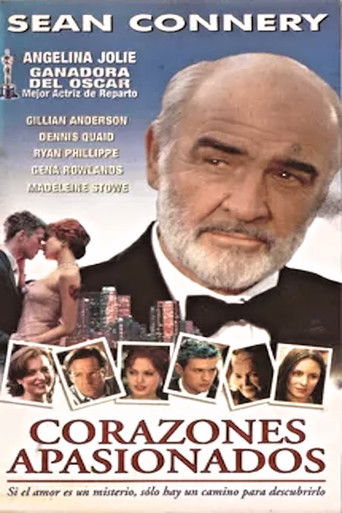 SEAN CONNERY
ANGELINA JOLIE
GANADORA
DEL OSCAR
Mejor Actriz de Reparto
GILLIAN ANDERSON
DENNIS QUAID
RYAN PHILLIPPE
GENA ROWLANDS
MADELEINE STOWE
CORAZONES
APASIONADOS
Si el amor es un misterio, sólo hay un camino para descubrirlo